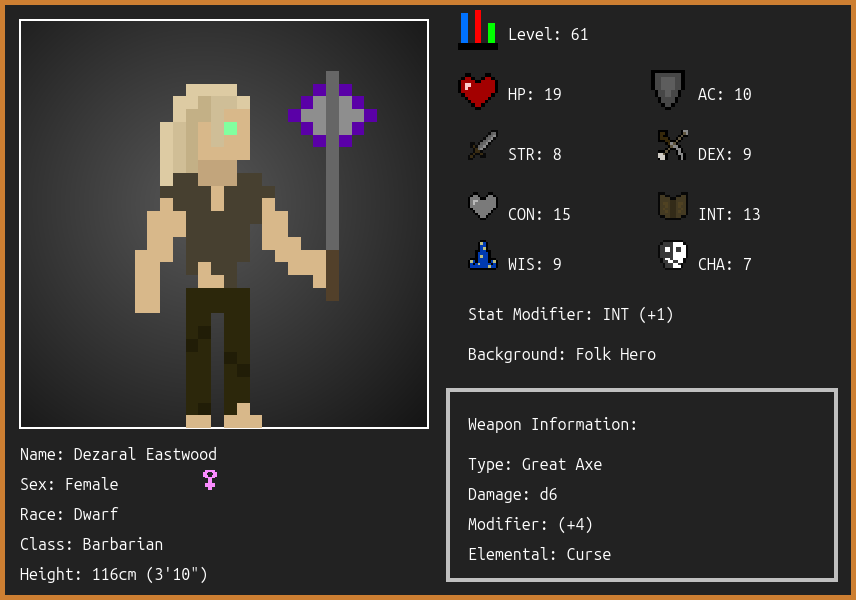 Level: 61
HP: 19
AC: 10
STR: 8
DEX: 9
CON: 15
INT: 13
WIS: 9
CHA: 7
Stat Modifier: INT (+1)
Background: Folk Hero
Weapon Information:
Type: Great Axe
Damage: d6
Modifier: (+4)
Elemental: Curse
Name: Dezaral Eastwood
Sex: Female
Race: Dwarf
Class: Barbarian
Height: 116cm (3'10")